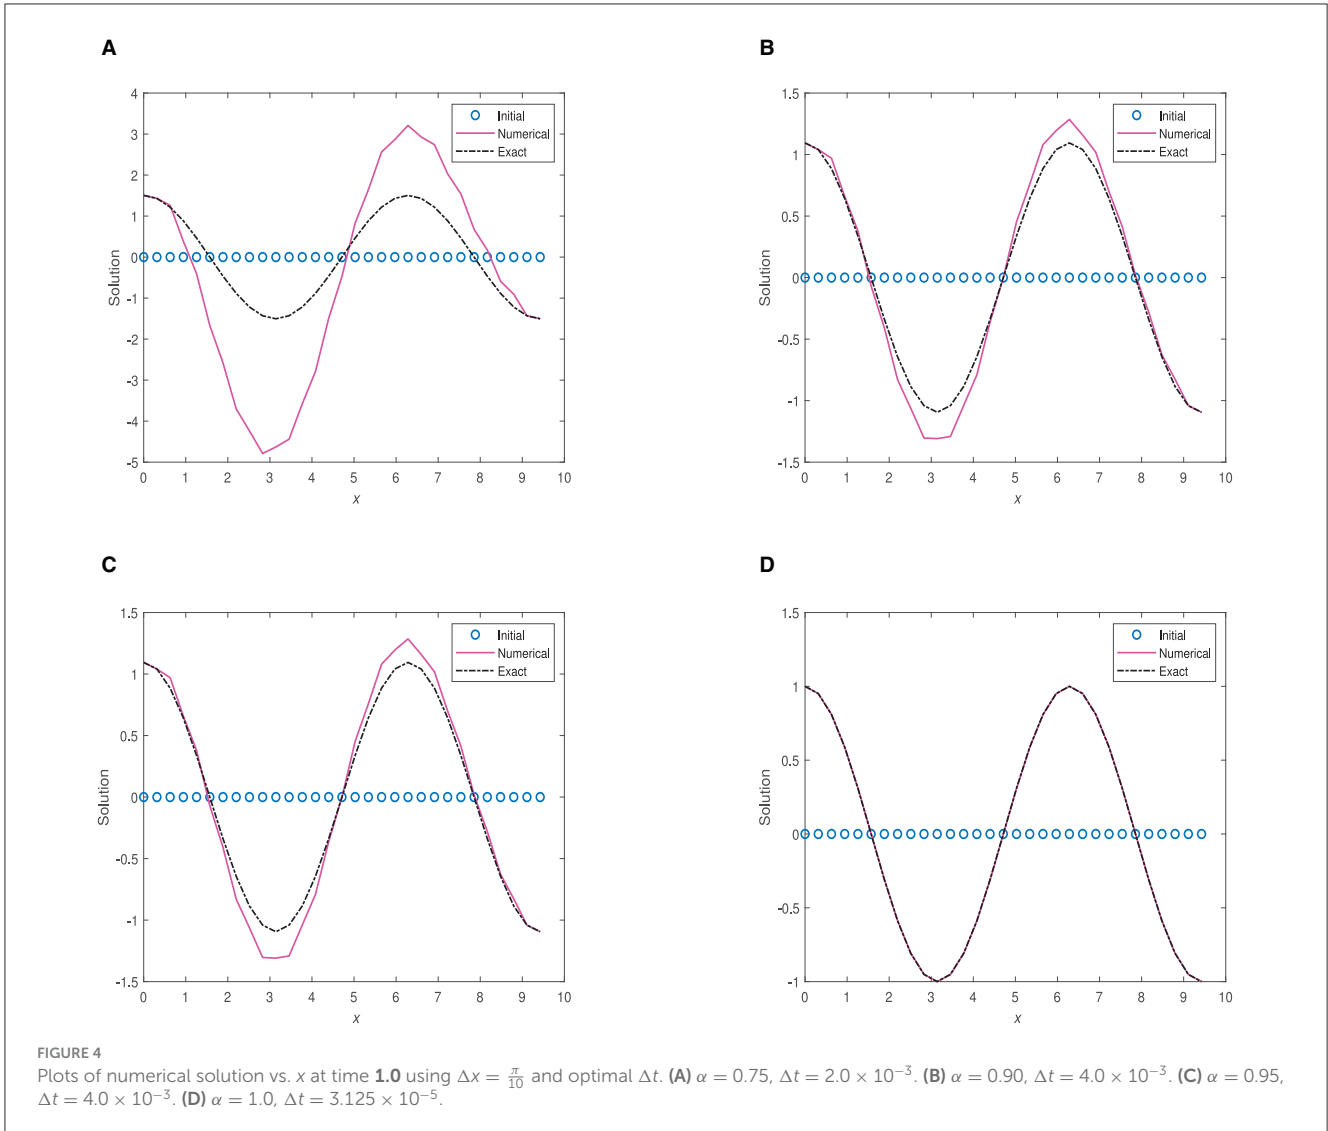 A
4
3
2
1
0
-1
-2
-3
-4
-5
Solution
0 1 2 3 4 5 6 7 8 9 10
x
Initial
Numerical
Exact
B
1.5
1
0.5
0
-0.5
-1
-1.5
Solution
0 1 2 3 4 5 6 7 8 9 10
x
Initial
Numerical
Exact
C
1.5
1
0.5
0
-0.5
-1
-1.5
Solution
0 1 2 3 4 5 6 7 8 9 10
x
Initial
Numerical
Exact
D
1.5
1
0.5
0
-0.5
-1
Solution
0 1 2 3 4 5 6 7 8 9 10
x
Initial
Numerical
Exact
FIGURE 4
Plots of numerical solution vs. x at time 1.0 using Δx = π/10 and optimal Δt. (A) α = 0.75, Δt = 2.0 × 10⁻³. (B) α = 0.90, Δt = 4.0 × 10⁻³. (C) α = 0.95,
Δt = 4.0 × 10⁻³. (D) α = 1.0, Δt = 3.125 × 10⁻⁵.